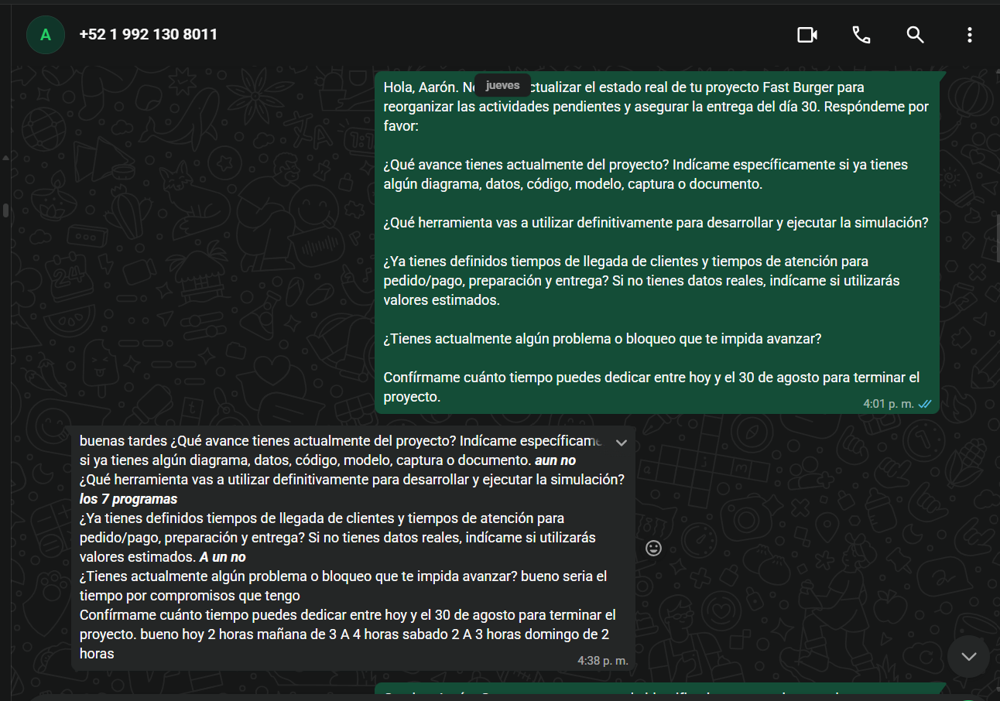 A
+52 1 992 130 8011
jueves
Hola, Aarón. ctualizar el estado real de tu proyecto Fast Burger para
reorganizar las actividades pendientes y asegurar la entrega del día 30. Respóndeme por
favor:
¿Qué avance tienes actualmente del proyecto? Indícame específicamente si ya tienes
algún diagrama, datos, código, modelo, captura o documento.
¿Qué herramienta vas a utilizar definitivamente para desarrollar y ejecutar la simulación?
¿Ya tienes definidos tiempos de llegada de clientes y tiempos de atención para
pedido/pago, preparación y entrega? Si no tienes datos reales, indícame si utilizarás
valores estimados.
¿Tienes actualmente algún problema o bloqueo que te impida avanzar?
Confírmame cuánto tiempo puedes dedicar entre hoy y el 30 de agosto para terminar el
proyecto.
4:01 p. m.
buenas tardes ¿Qué avance tienes actualmente del proyecto? Indícame específicam
si ya tienes algún diagrama, datos, código, modelo, captura o documento. aun no
¿Qué herramienta vas a utilizar definitivamente para desarrollar y ejecutar la simulación?
los 7 programas
¿Ya tienes definidos tiempos de llegada de clientes y tiempos de atención para
pedido/pago, preparación y entrega? Si no tienes datos reales, indícame si utilizarás
valores estimados. A un no
¿Tienes actualmente algún problema o bloqueo que te impida avanzar? bueno seria el
tiempo por compromisos que tengo
Confírmame cuánto tiempo puedes dedicar entre hoy y el 30 de agosto para terminar el
proyecto. bueno hoy 2 horas mañana de 3 A 4 horas sabado 2 A 3 horas domingo de 2
horas
4:38 p. m.